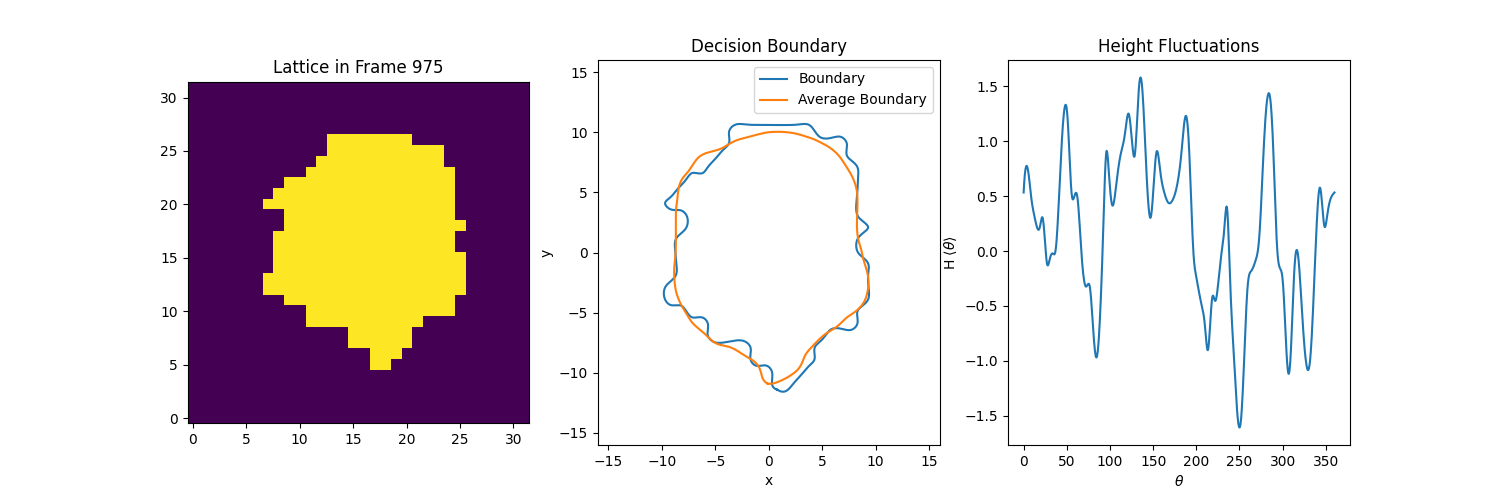 Lattice in Frame 975
30
25
20
15
10
5
0
0 5 10 15 20 25 30
Decision Boundary
Boundary
Average Boundary
15
10
5
0
−5
−10
−15
y
−15 −10 −5 0 5 10 15
x
Height Fluctuations
1.5
1.0
0.5
0.0
−0.5
−1.0
−1.5
H ⟨θ⟩
0 50 100 150 200 250 300 350
θ